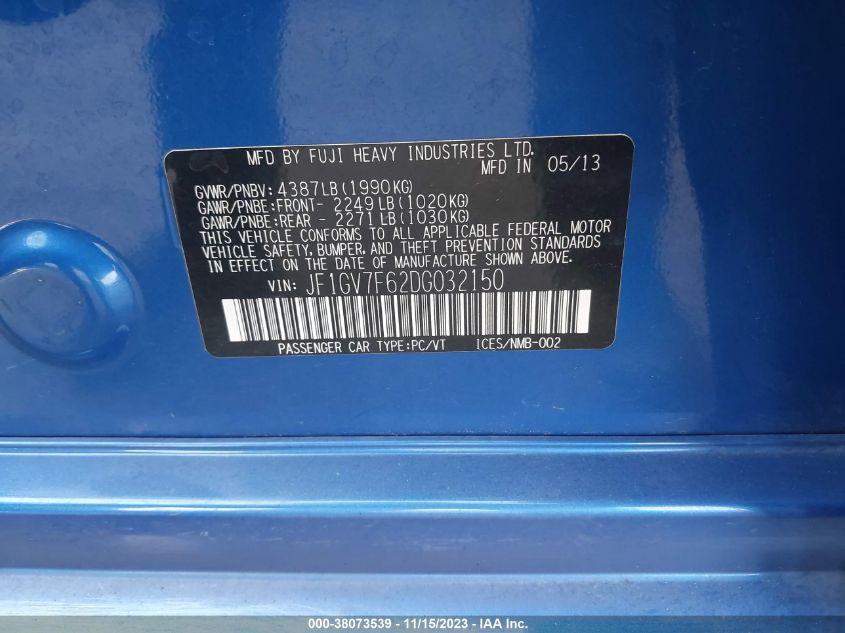 MFD BY FUJI HEAVY INDUSTRIES LTD.
MFD IN 05/13
GVWR/PNBV: 4387LB(1990KG)
GAWR/PNBE:FRONT- 2249LB(1020KG)
GAWR/PNBE:REAR - 2271LB(1030KG)
THIS VEHICLE CONFORMS TO ALL APPLICABLE FEDERAL MOTOR
VEHICLE SAFETY, BUMPER, AND THEFT PREVENTION STANDARDS
IN EFFECT ON THE DATE OF MANUFACTURE SHOWN ABOVE.
VIN: JF1GV7F62DG032150
PASSENGER CAR TYPE:PC/VT ICES/NMB-002
000-38073539 - 11/15/2023 - IAA Inc.